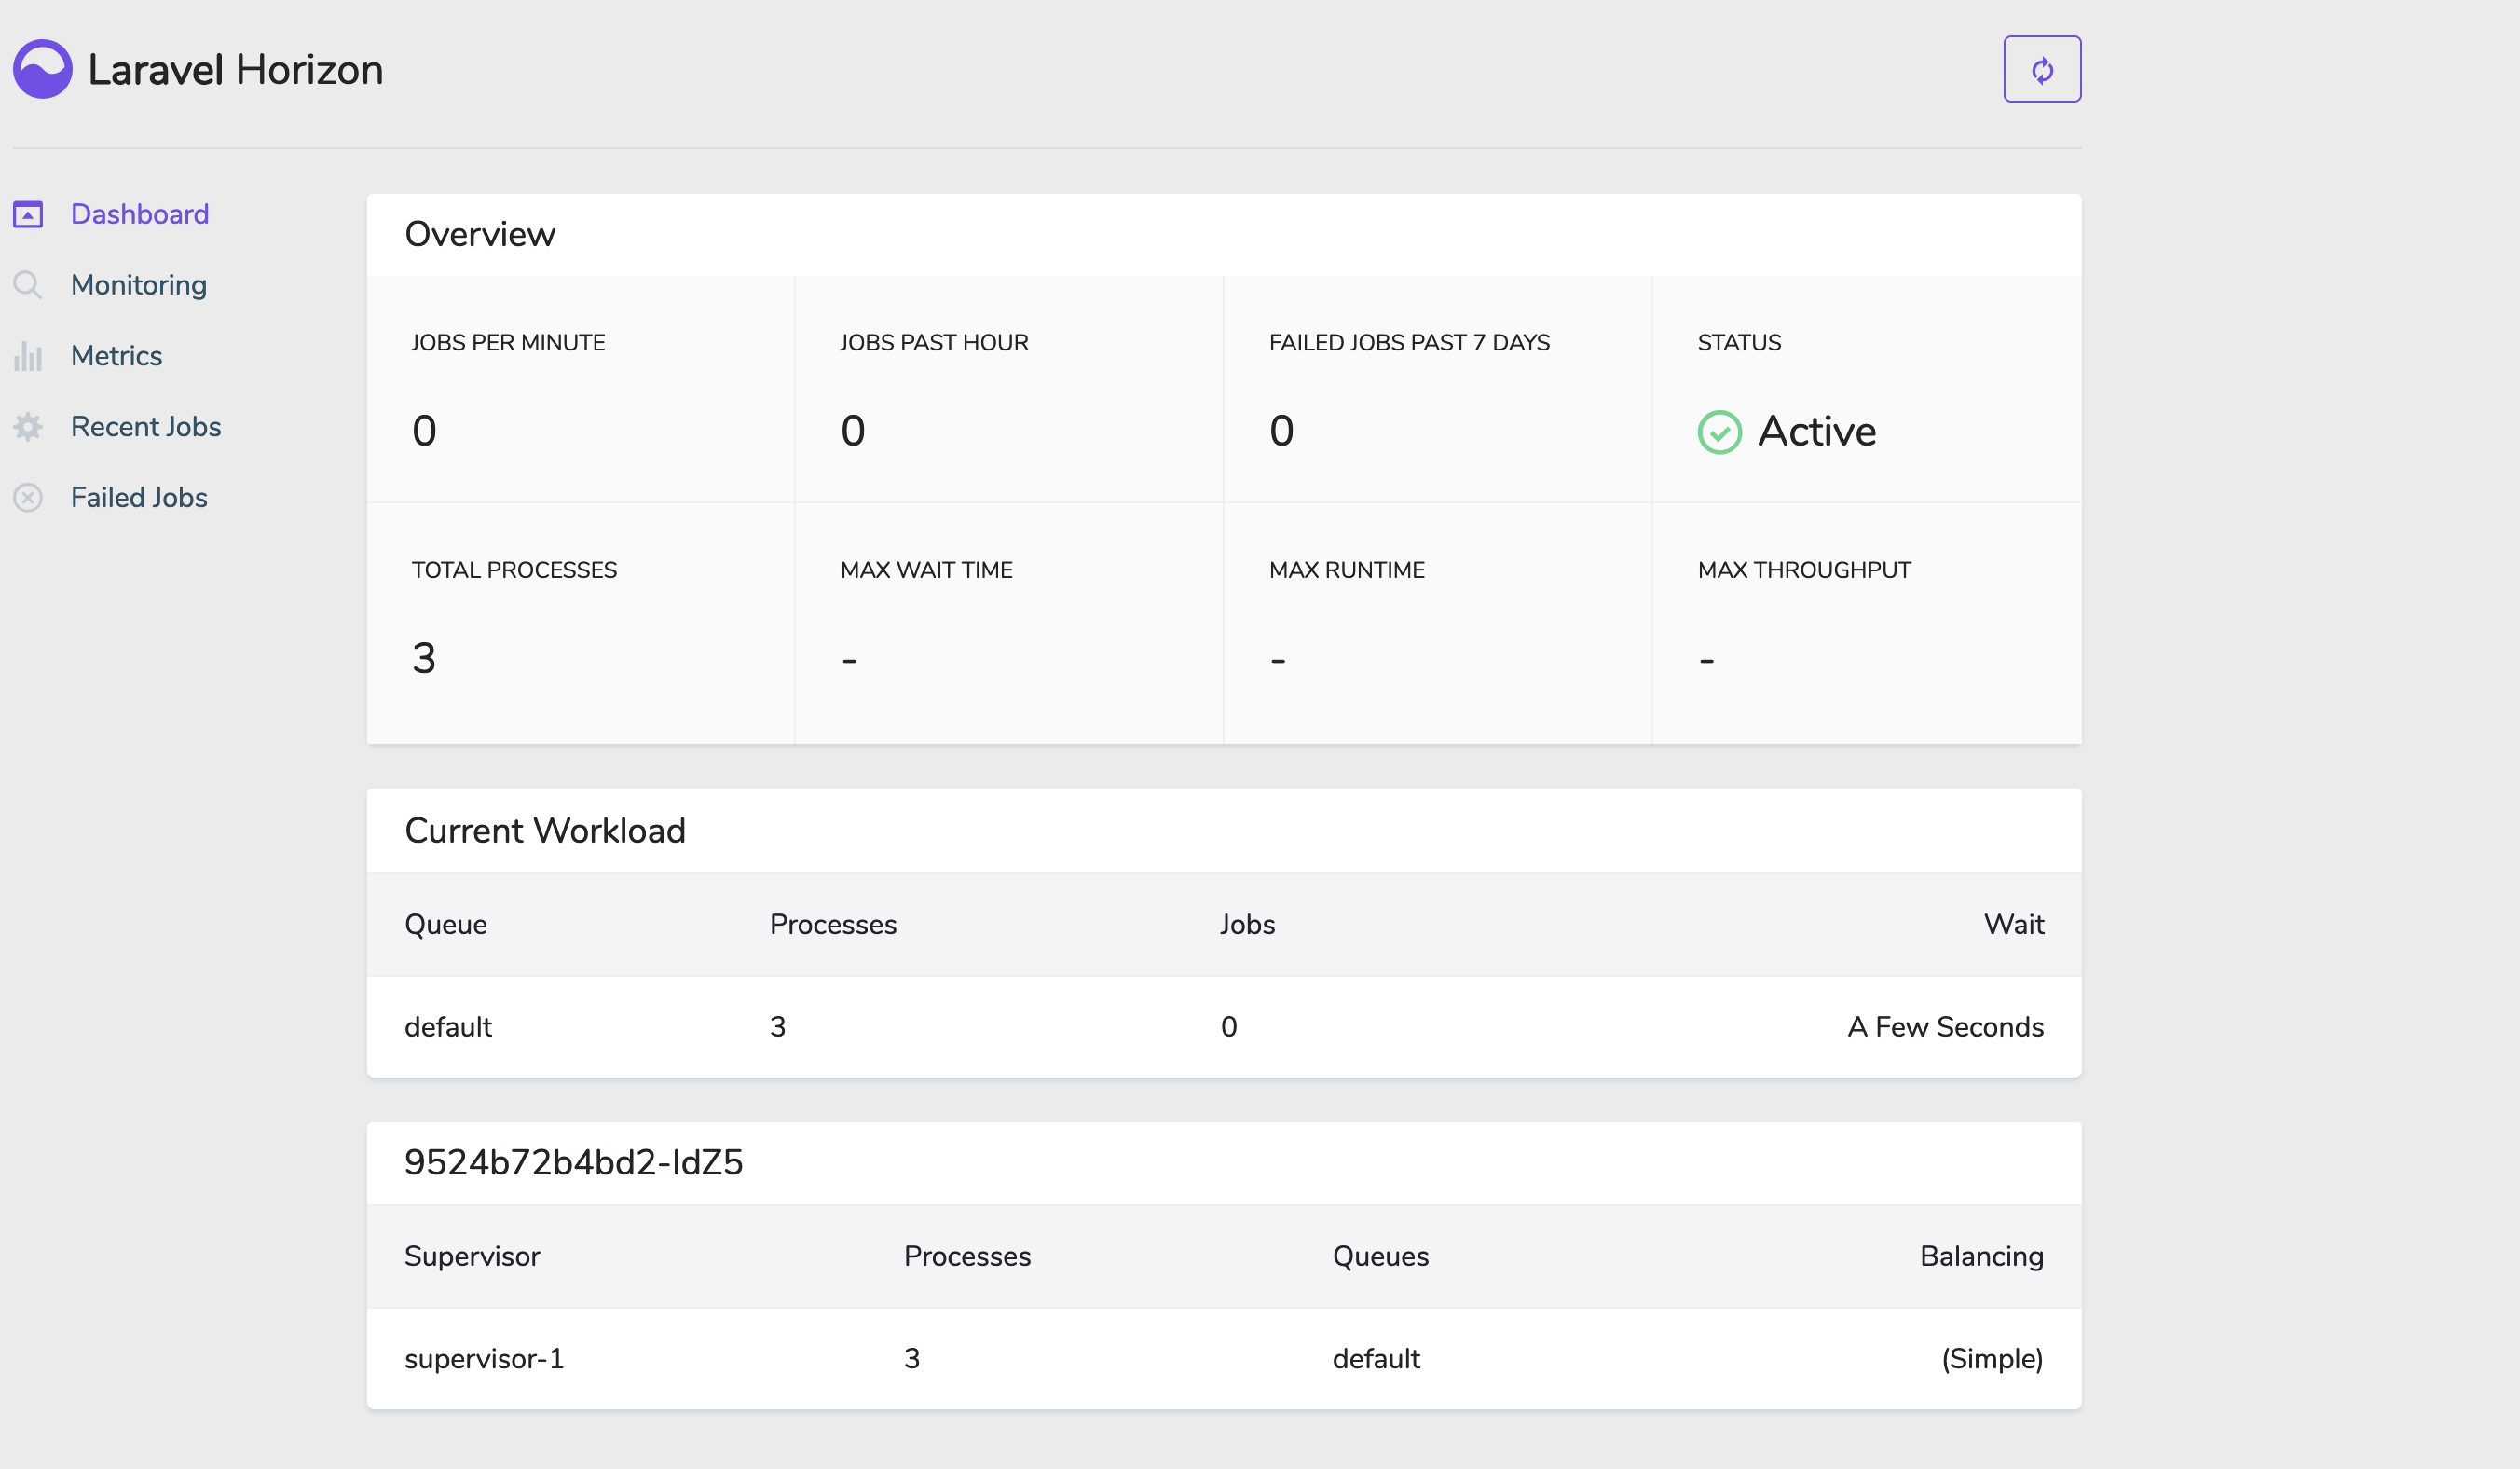 Laravel Horizon
Dashboard
Monitoring
Metrics
Recent Jobs
Failed Jobs
Overview
JOBS PER MINUTE JOBS PAST HOUR FAILED JOBS PAST 7 DAYS STATUS
0 0 0 Active
TOTAL PROCESSES MAX WAIT TIME MAX RUNTIME MAX THROUGHPUT
3 - - -
Current Workload
Queue Processes Jobs Wait
default 3 0 A Few Seconds
9524b72b4bd2-IdZ5
Supervisor Processes Queues Balancing
supervisor-1 3 default (Simple)